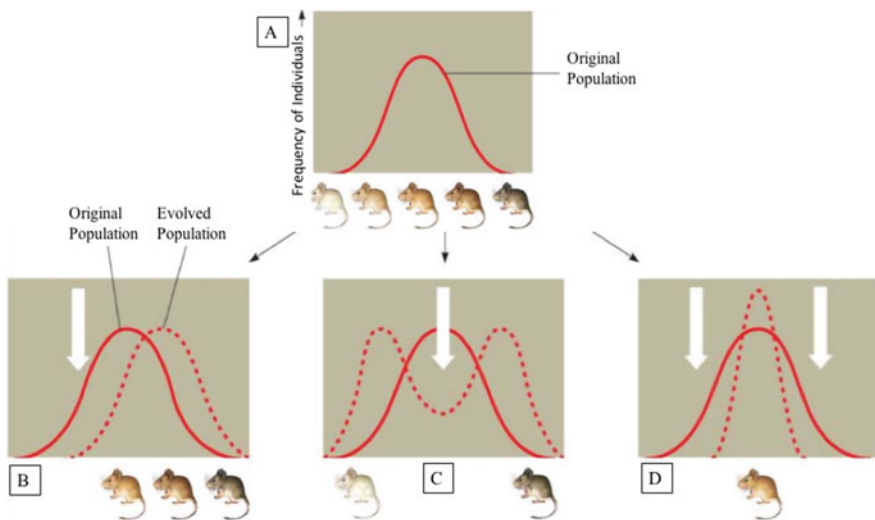 A
Frequency of Individuals
Original
Population
Original
Population
Evolved
Population
B
C
D